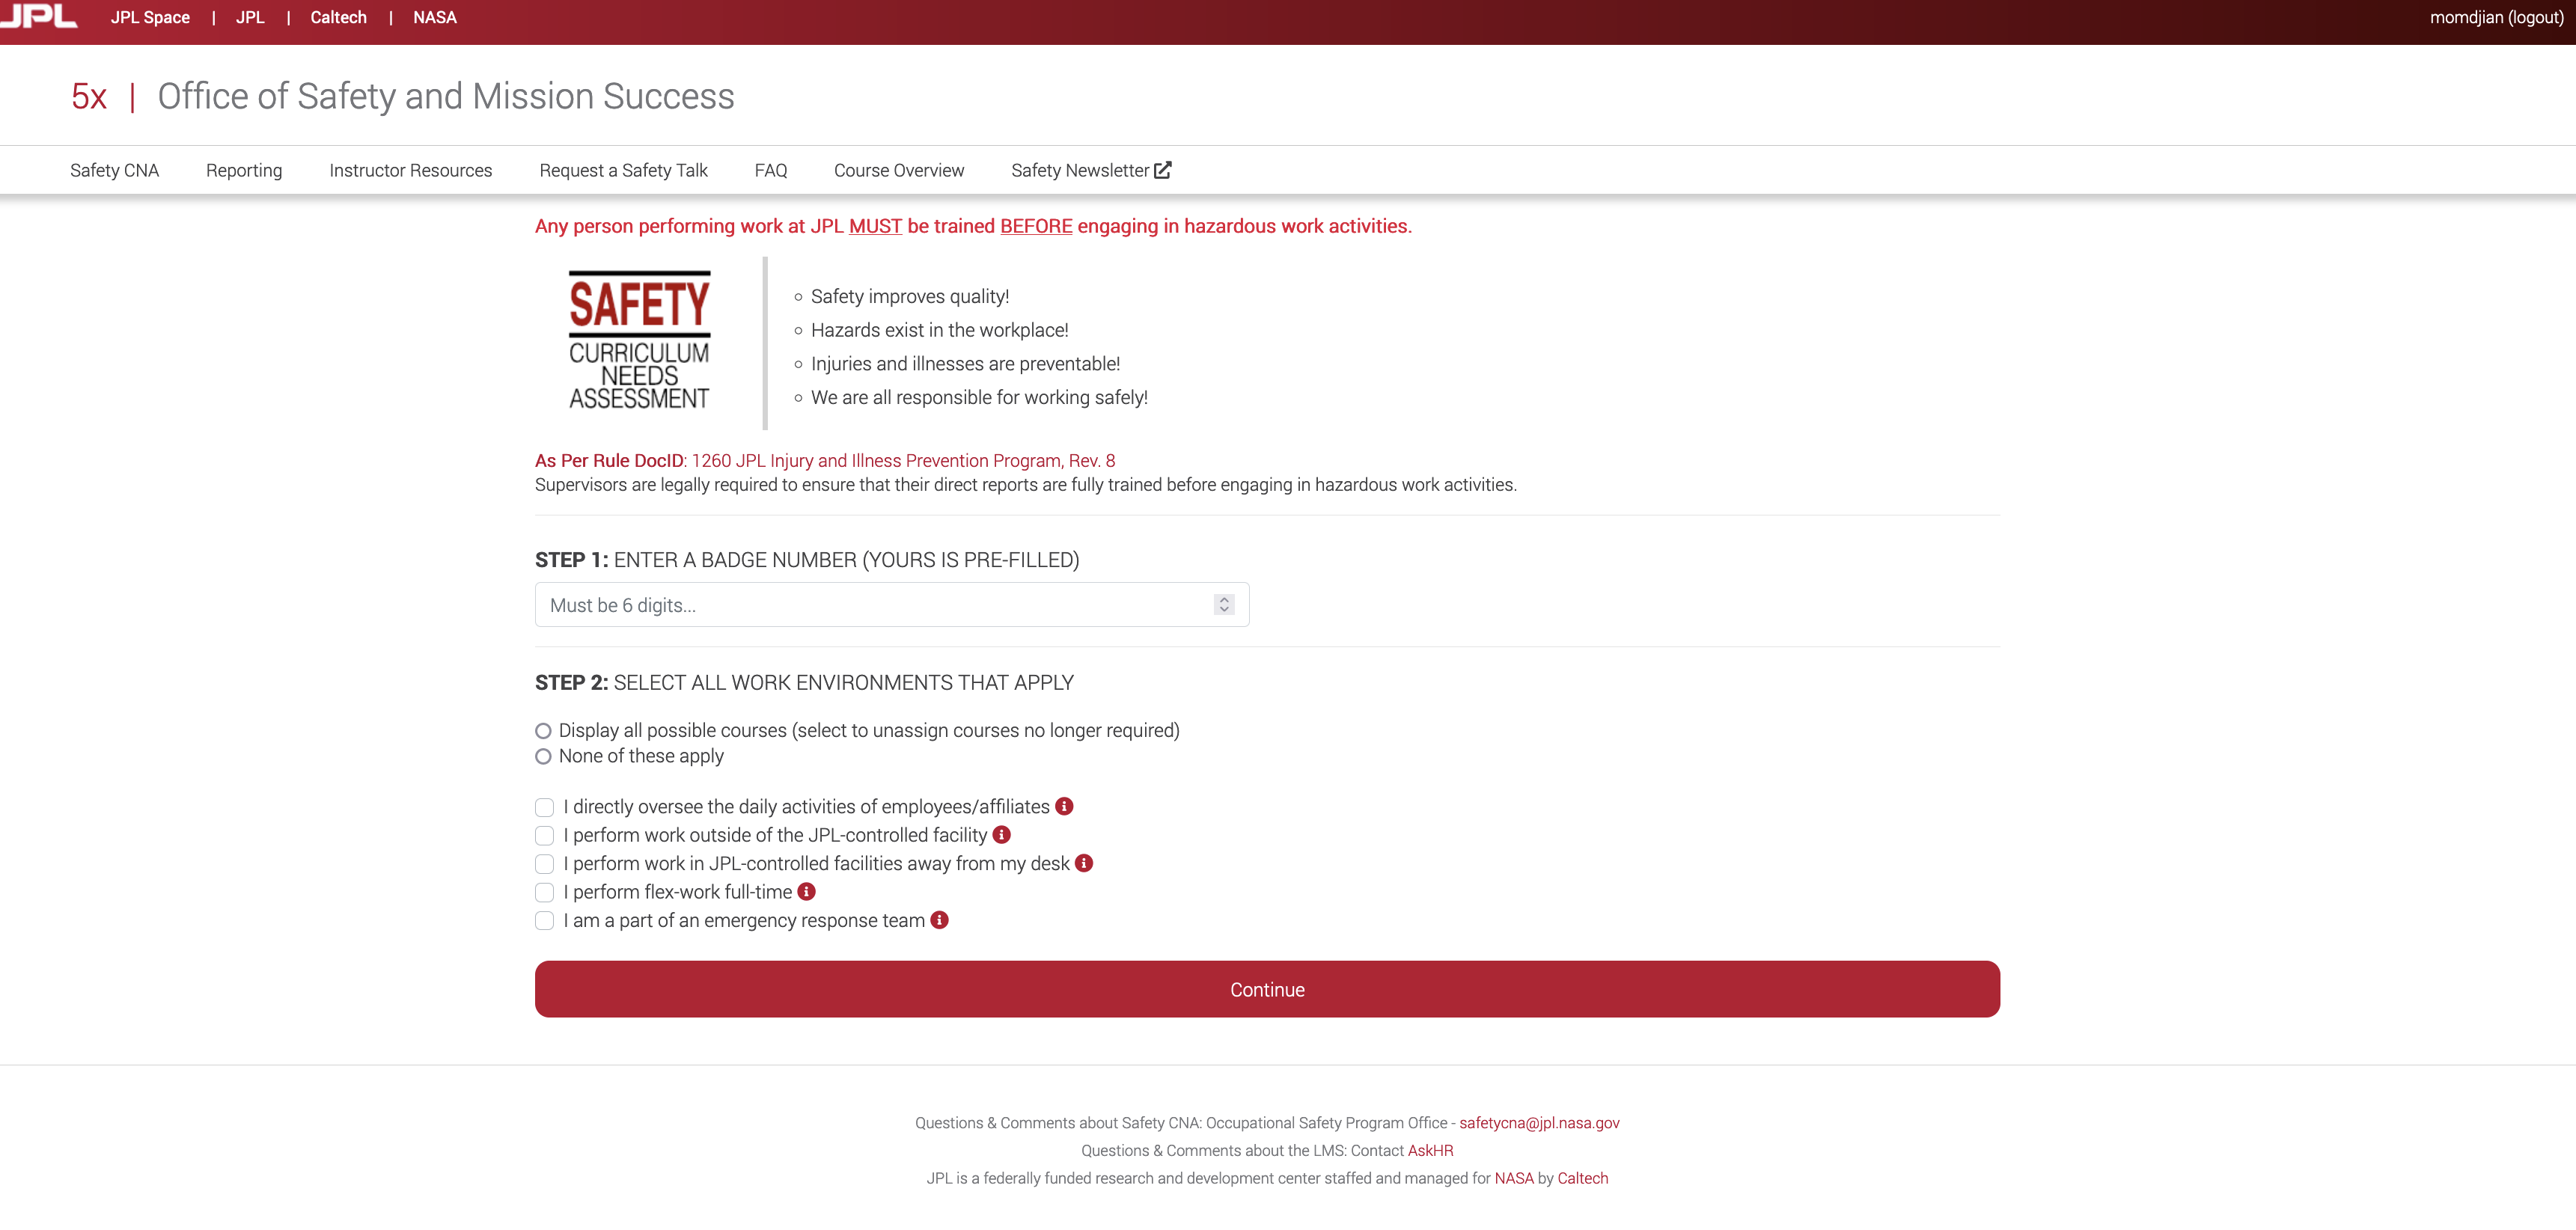 JPL
JPL Space | JPL | Caltech | NASA
momdjian (logout)
5x | Office of Safety and Mission Success
Safety CNA Reporting Instructor Resources Request a Safety Talk FAQ Course Overview Safety Newsletter
Any person performing work at JPL MUST be trained BEFORE engaging in hazardous work activities.
SAFETY
CURRICULUM
NEEDS
ASSESSMENT
Safety improves quality!
Hazards exist in the workplace!
Injuries and illnesses are preventable!
We are all responsible for working safely!
As Per Rule DocID: 1260 JPL Injury and Illness Prevention Program, Rev. 8
Supervisors are legally required to ensure that their direct reports are fully trained before engaging in hazardous work activities.
STEP 1: ENTER A BADGE NUMBER (YOURS IS PRE-FILLED)
Must be 6 digits...
STEP 2: SELECT ALL WORK ENVIRONMENTS THAT APPLY
Display all possible courses (select to unassign courses no longer required)
None of these apply
I directly oversee the daily activities of employees/affiliates
I perform work outside of the JPL-controlled facility
I perform work in JPL-controlled facilities away from my desk
I perform flex-work full-time
I am a part of an emergency response team
Continue
Questions & Comments about Safety CNA: Occupational Safety Program Office - safetycna@jpl.nasa.gov
Questions & Comments about the LMS: Contact AskHR
JPL is a federally funded research and development center staffed and managed for NASA by Caltech